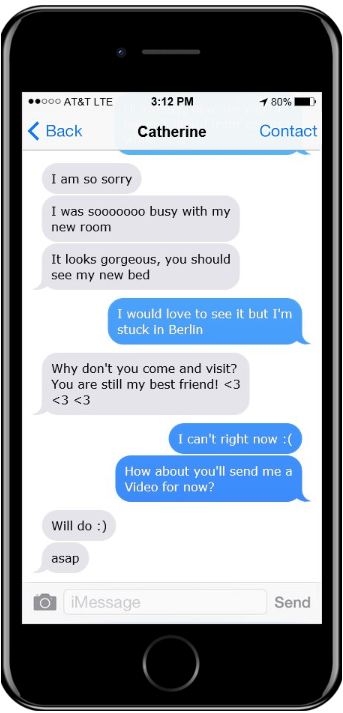 AT&T LTE 3:12 PM 80%
Back Catherine Contact
I am so sorry
I was sooooooo busy with my
new room
It looks gorgeous, you should
see my new bed
I would love to see it but I'm
stuck in Berlin
Why don't you come and visit?
You are still my best friend! <3
<3 <3
I can't right now :(
How about you'll send me a
Video for now?
Will do :)
asap
iMessage Send